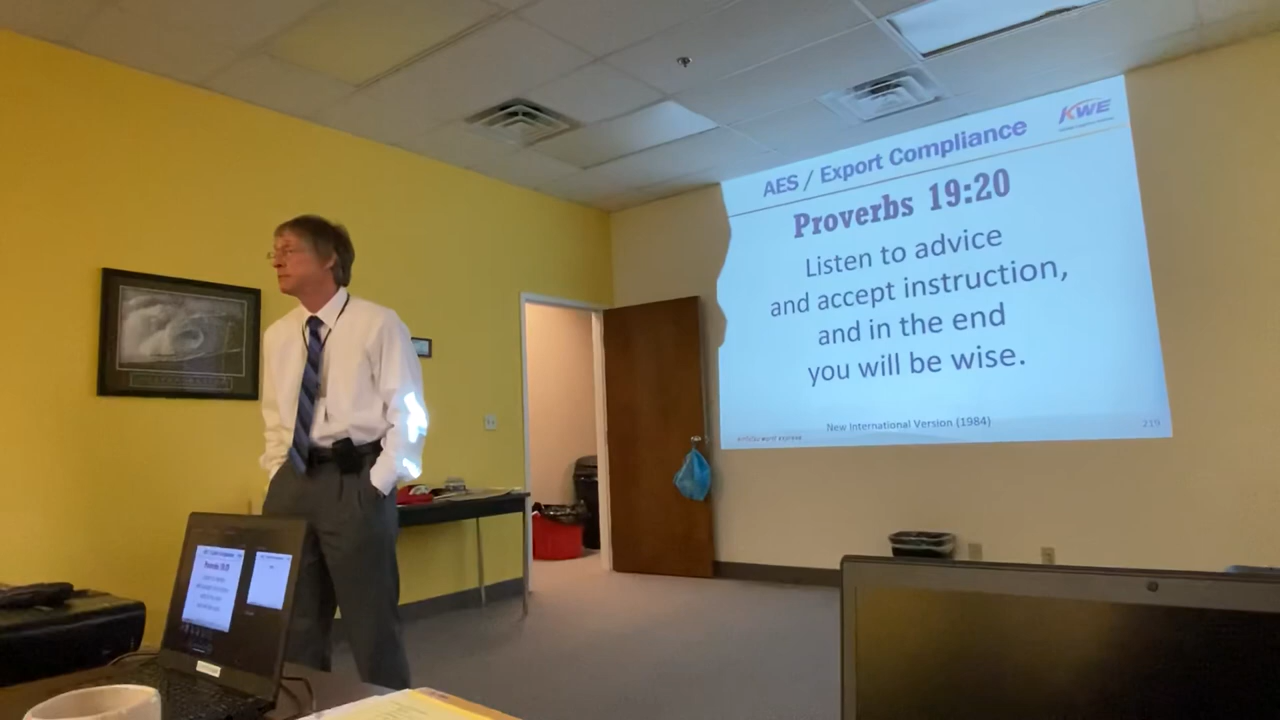 KWE
AES / Export Compliance
Proverbs 19:20
Listen to advice
and accept instruction,
and in the end
you will be wise.
New International Version (1984)
219